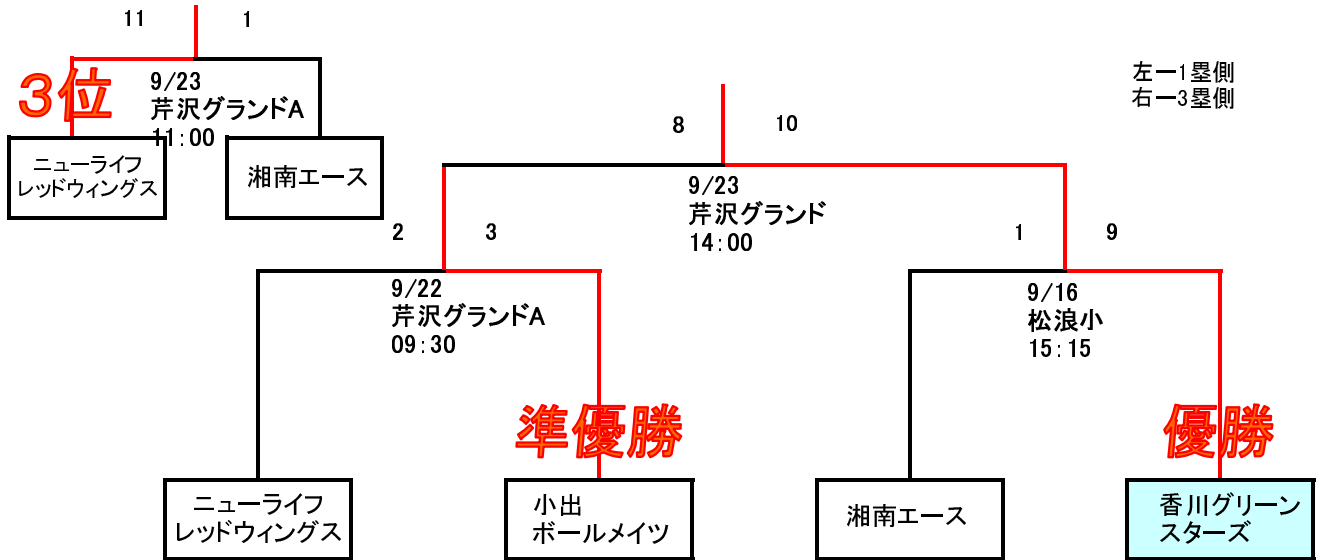 11 1
3位
9/23
芹沢グランドA
11:00
ニューライフ
レッドウィングス
湘南エース
左ー1塁側
右ー3塁側
8 10
9/23
芹沢グランド
14:00
2 3
9/22
芹沢グランドA
09:30
1 9
9/16
松浪小
15:15
準優勝
優勝
ニューライフ
レッドウィングス
小出
ボールメイツ
湘南エース
香川グリーン
スターズ